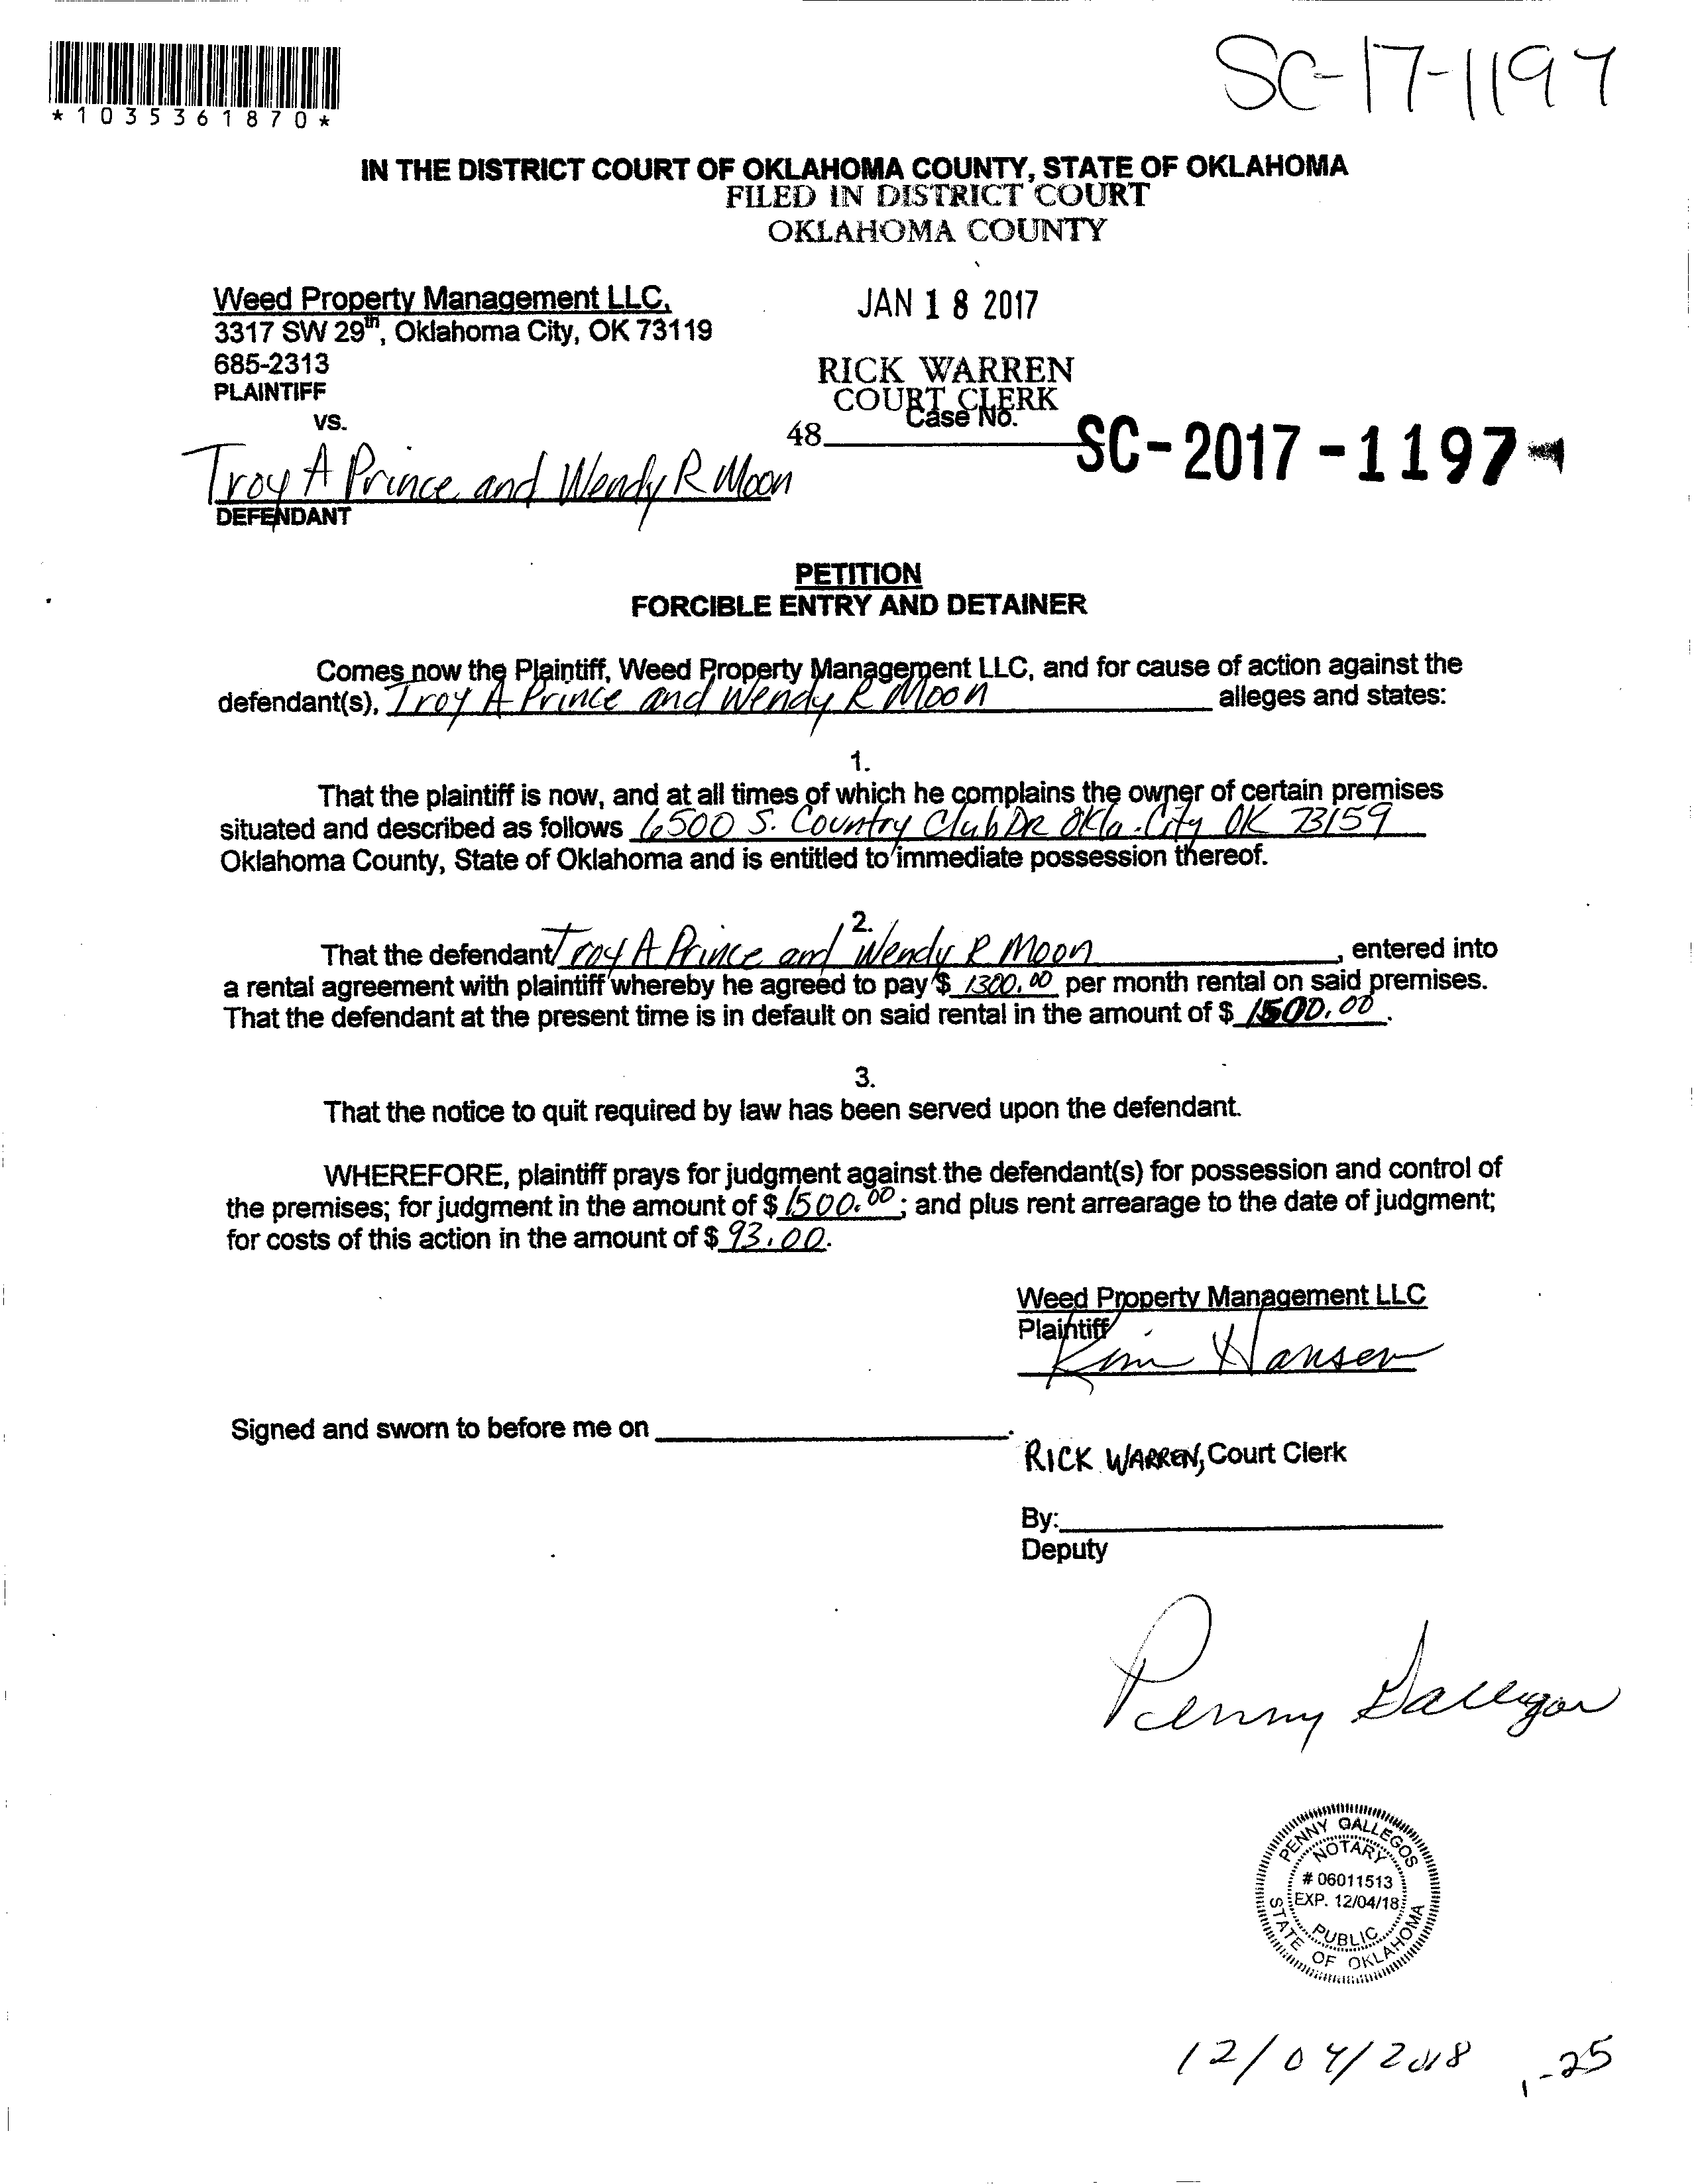 *1035361870*
SC-17-1197
IN THE DISTRICT COURT OF OKLAHOMA COUNTY, STATE OF OKLAHOMA
FILED IN DISTRICT COURT
OKLAHOMA COUNTY
JAN 18 2017
RICK WARREN
COURT CLERK
48
Weed Property Management LLC,
3317 SW 29th, Oklahoma City, OK 73119
685-2313
PLAINTIFF
vs.
Case No. SC-2017-1197
Troy A Prince and Wendy R Moon
DEFENDANT
PETITION
FORCIBLE ENTRY AND DETAINER
Comes now the Plaintiff, Weed Property Management LLC, and for cause of action against the
defendant(s), Troy A Prince and Wendy R Moon alleges and states:
1.
That the plaintiff is now, and at all times of which he complains the owner of certain premises
situated and described as follows 6500 S. Country Club DR Okla. City OK 73159
Oklahoma County, State of Oklahoma and is entitled to immediate possession thereof.
2.
That the defendant Troy A Prince and Wendy R Moon, entered into
a rental agreement with plaintiff whereby he agreed to pay $ 1300.00 per month rental on said premises.
That the defendant at the present time is in default on said rental in the amount of $ 1500.00.
3.
That the notice to quit required by law has been served upon the defendant.
WHEREFORE, plaintiff prays for judgment against the defendant(s) for possession and control of
the premises; for judgment in the amount of $ 1500.00; and plus rent arrearage to the date of judgment;
for costs of this action in the amount of $ 93.00.
Weed Property Management LLC
Plaintiff
Kim Hansen
Signed and sworn to before me on
RICK WARREN, Court Clerk
By:
Deputy
Penny Gallegos
PENNY GALLEGOS
NOTARY
# 06011513
EXP. 12/04/18
PUBLIC
STATE OF OKLAHOMA
12/04/2018
1-25